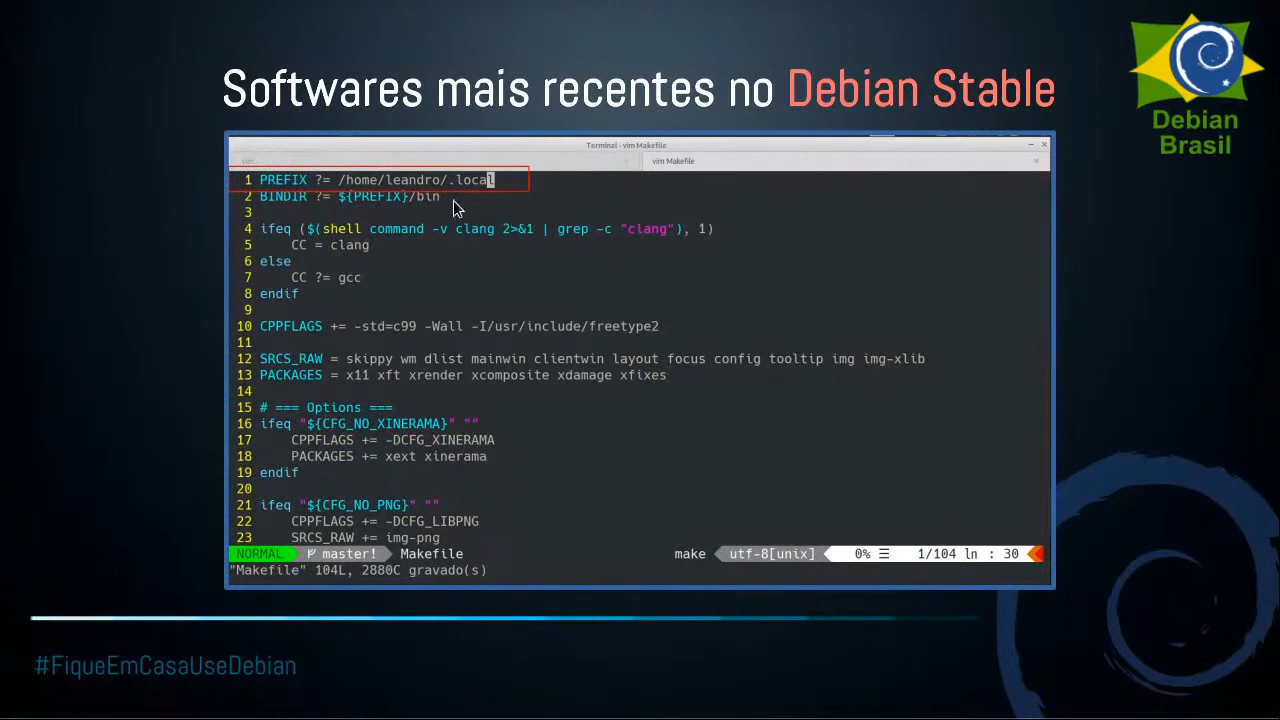 Softwares mais recentes no Debian Stable
Debian
Brasil
Terminal - vim Makefile
vim
vim Makefile
1 PREFIX ?= /home/leandro/.local
2 BINDIR ?= ${PREFIX}/bin
3
4 ifeq ($(shell command -v clang 2>&1 | grep -c "clang"), 1)
5     CC = clang
6 else
7     CC ?= gcc
8 endif
9
10 CPPFLAGS += -std=c99 -Wall -I/usr/include/freetype2
11
12 SRCS_RAW = skippy wm dlist mainwin clientwin layout focus config tooltip img img-xlib
13 PACKAGES = x11 xft xrender xcomposite xdamage xfixes
14
15 # === Options ===
16 ifeq "${CFG_NO_XINERAMA}" ""
17     CPPFLAGS += -DCFG_XINERAMA
18     PACKAGES += xext xinerama
19 endif
20
21 ifeq "${CFG_NO_PNG}" ""
22     CPPFLAGS += -DCFG_LIBPNG
23     SRCS_RAW += img-png
NORMAL master! Makefile make utf-8[unix] 0% ☰ 1/104 ln : 30
"Makefile" 104L, 2880C gravado(s)
#FiqueEmCasaUseDebian